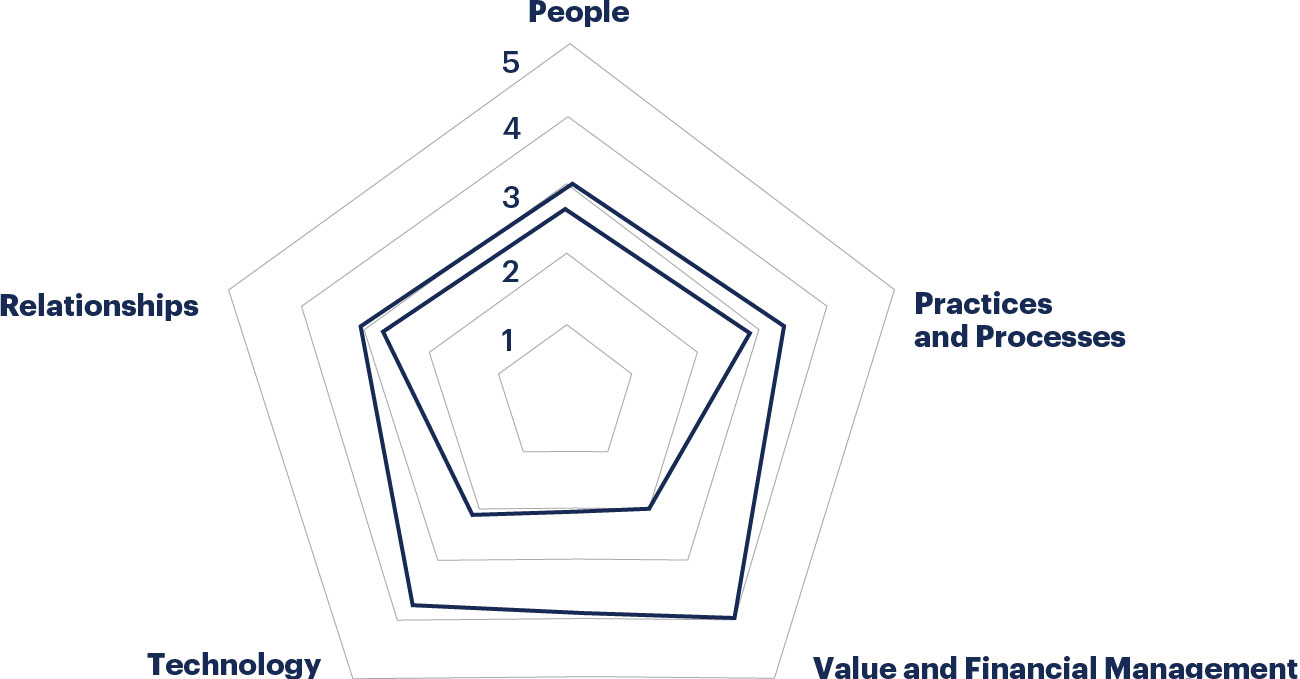 People
5
4
3
2
1
Relationships
Practices
and Processes
Technology
Value and Financial Management